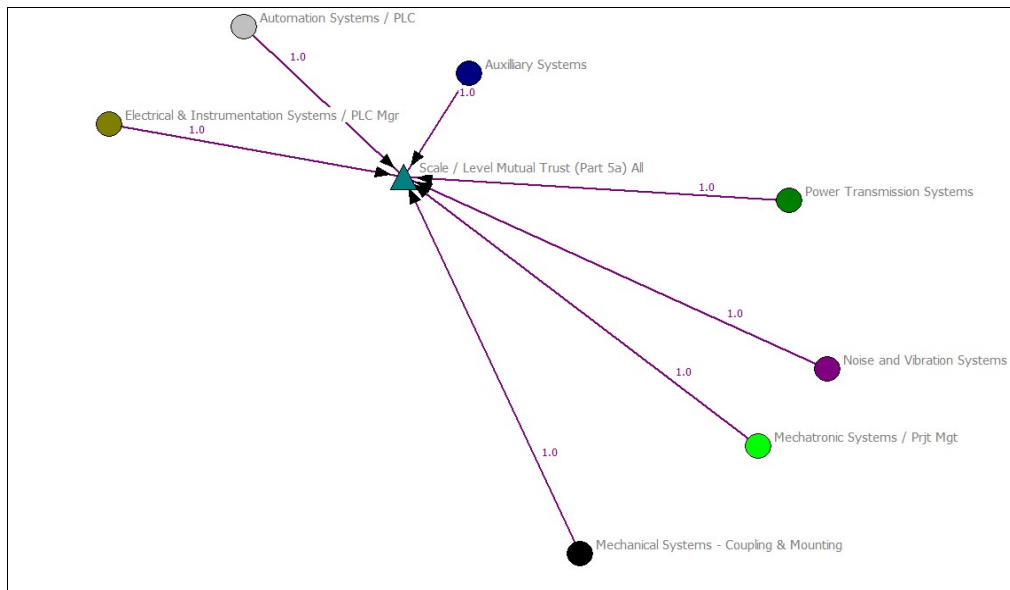 Automation Systems / PLC
1.0
Auxiliary Systems
1.0
Electrical & Instrumentation Systems / PLC Mgr
1.0
Scale / Level Mutual Trust (Part 5a) All
1.0
Power Transmission Systems
1.0
Noise and Vibration Systems
1.0
Mechatronic Systems / Prjt Mgt
1.0
Mechanical Systems - Coupling & Mounting